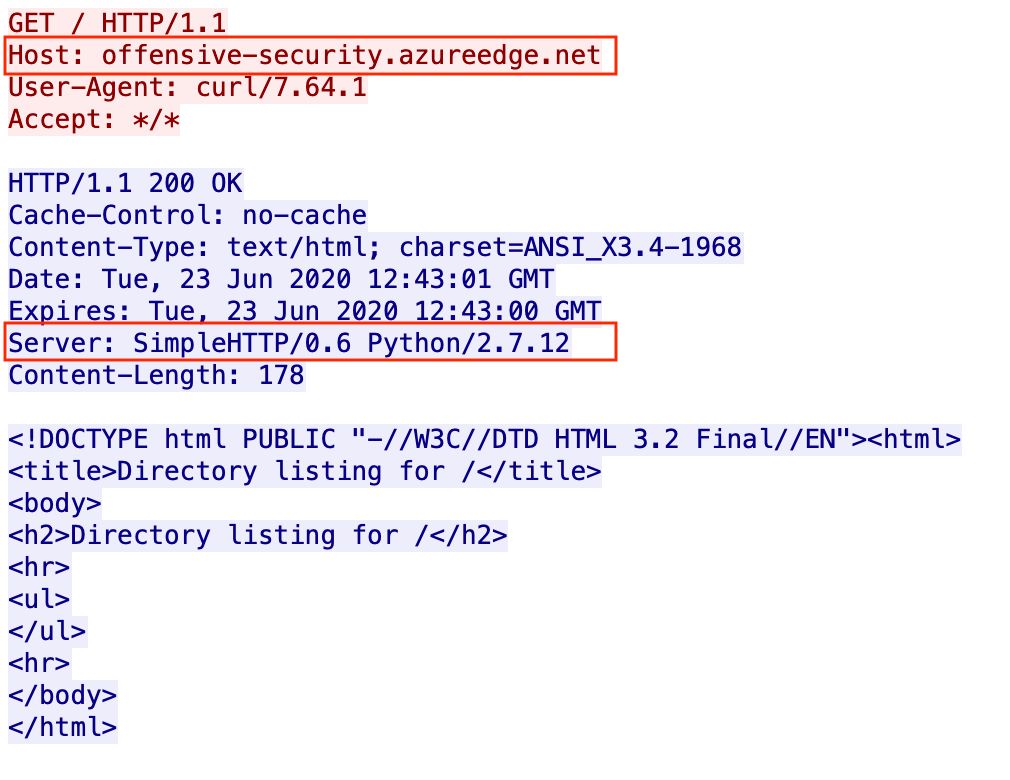 GET / HTTP/1.1
Host: offensive-security.azureedge.net
User-Agent: curl/7.64.1
Accept: */*
HTTP/1.1 200 OK
Cache-Control: no-cache
Content-Type: text/html; charset=ANSI_X3.4-1968
Date: Tue, 23 Jun 2020 12:43:01 GMT
Expires: Tue, 23 Jun 2020 12:43:00 GMT
Server: SimpleHTTP/0.6 Python/2.7.12
Content-Length: 178
<!DOCTYPE html PUBLIC "-//W3C//DTD HTML 3.2 Final//EN"><html>
<title>Directory listing for /</title>
<body>
<h2>Directory listing for /</h2>
<hr>
<ul>
</ul>
<hr>
</body>
</html>